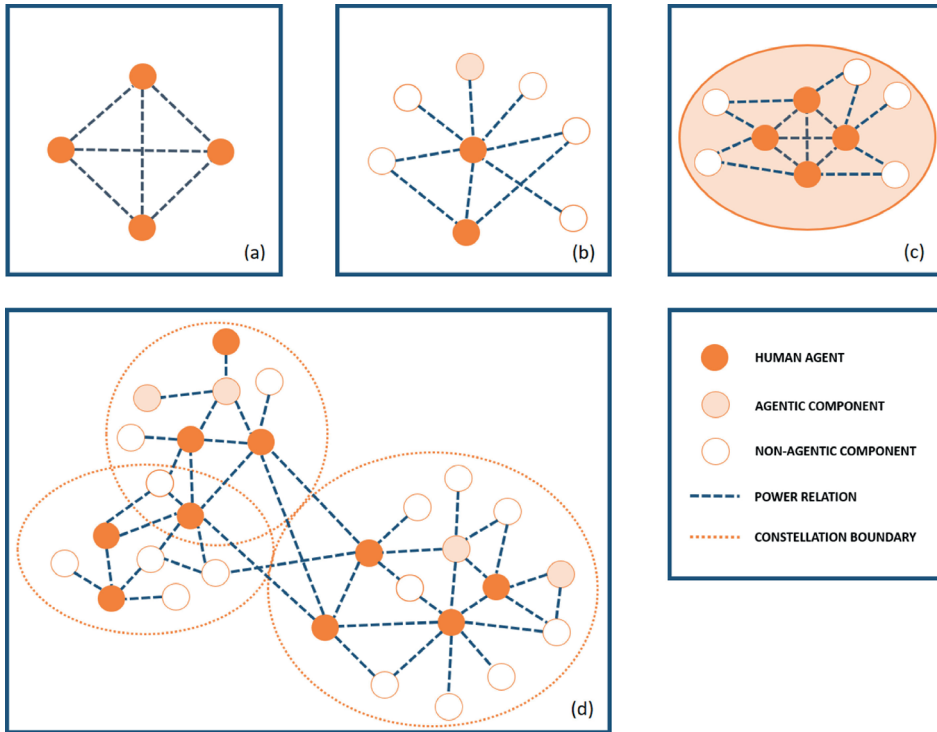 (a)
(b)
(c)
(d)
HUMAN AGENT
AGENTIC COMPONENT
NON-AGENTIC COMPONENT
POWER RELATION
CONSTELLATION BOUNDARY